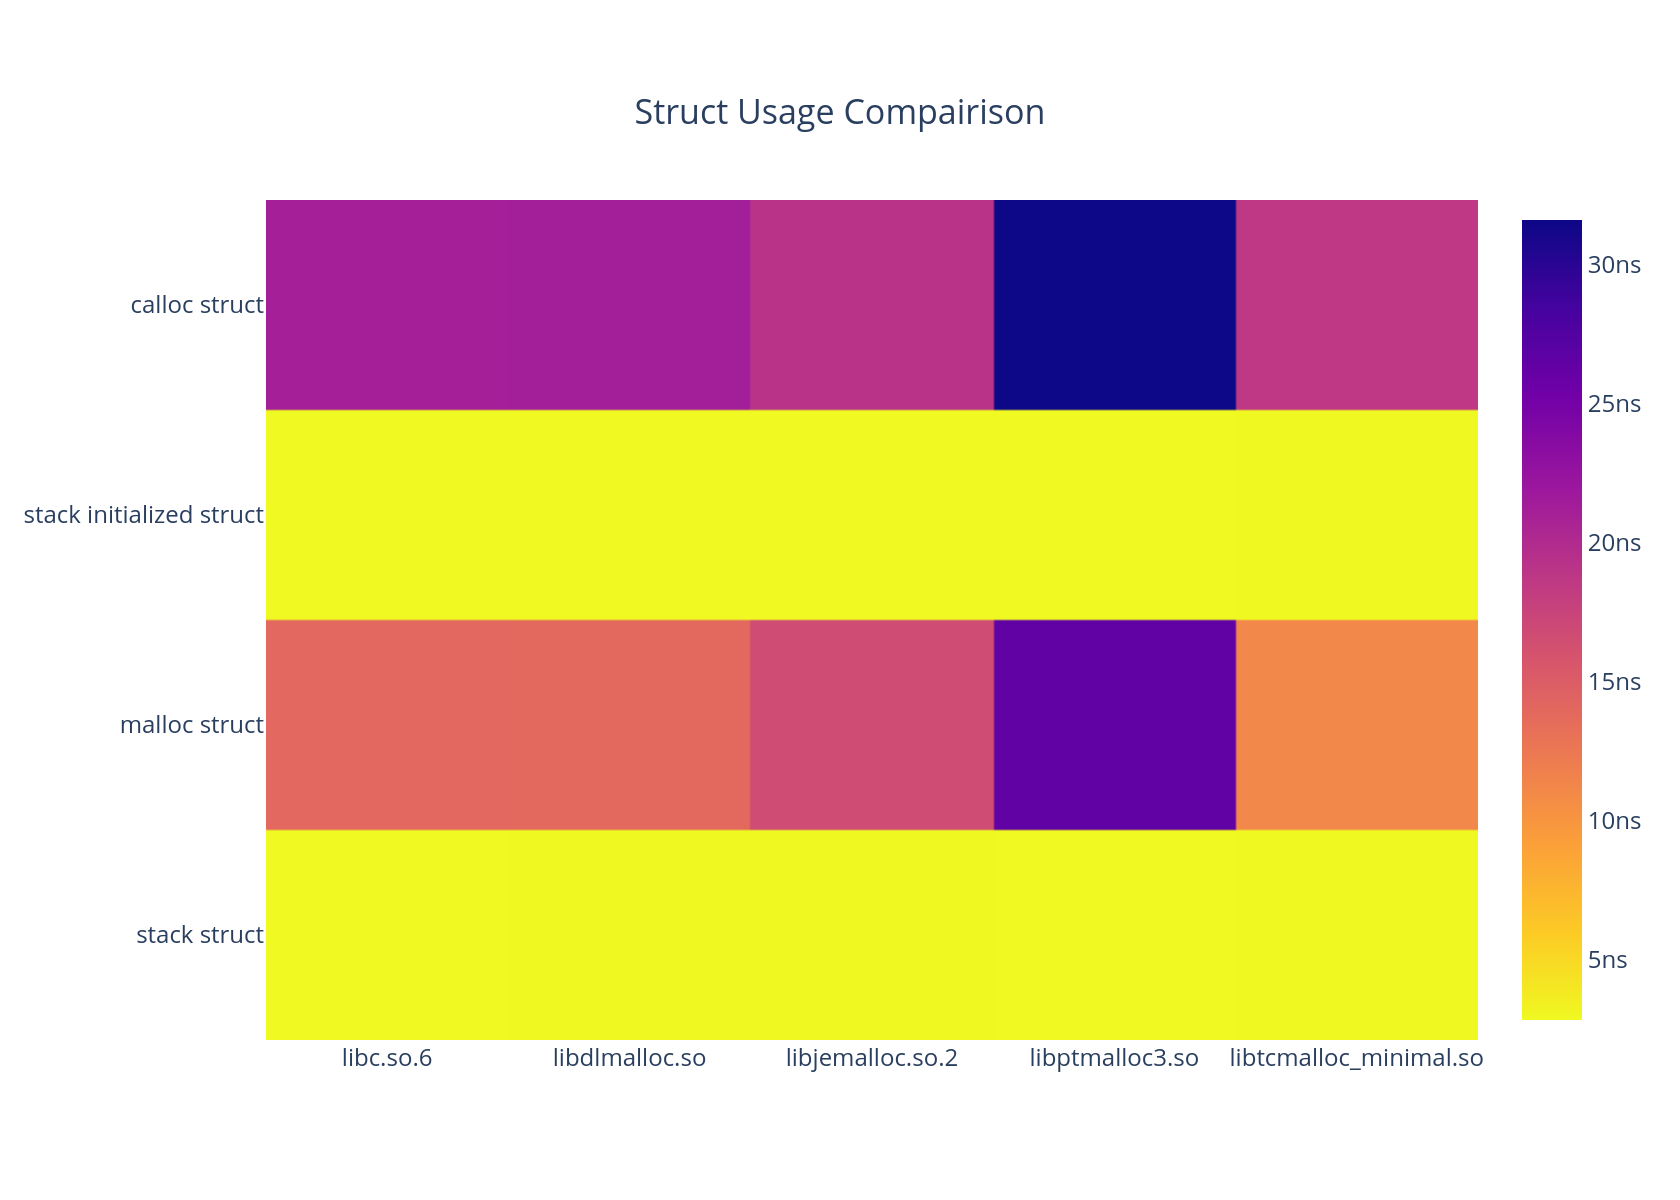 Struct Usage Compairison
calloc struct
stack initialized struct
malloc struct
stack struct
libc.so.6
libdlmalloc.so
libjemalloc.so.2
libptmalloc3.so
libtcmalloc_minimal.so
30ns
25ns
20ns
15ns
10ns
5ns